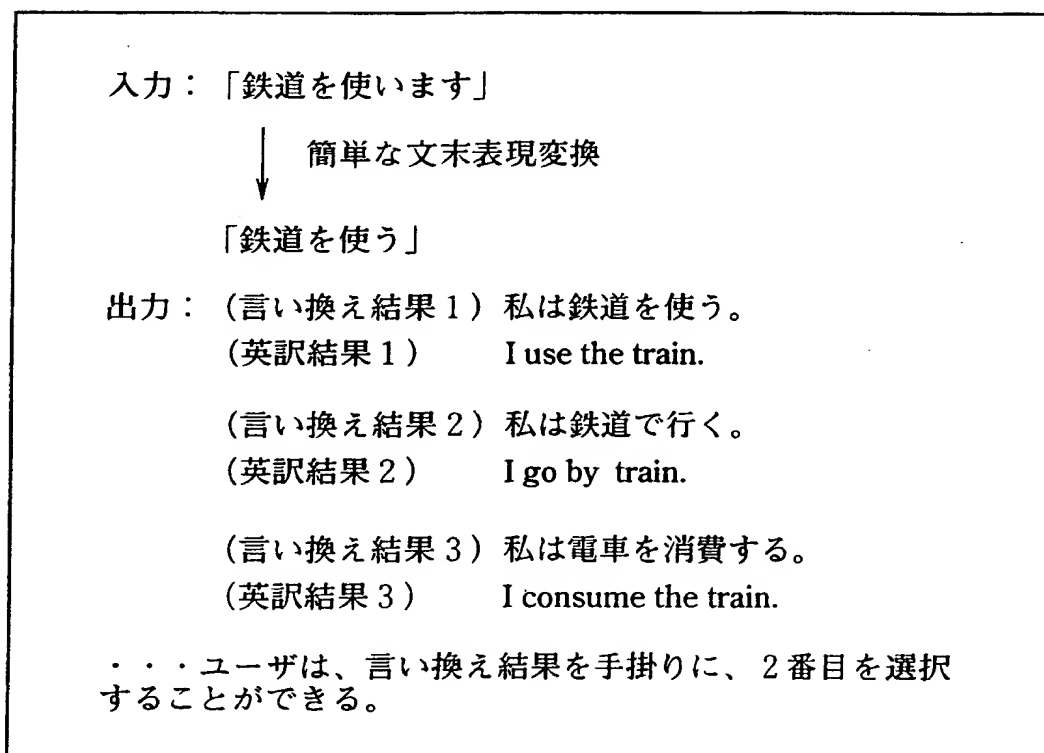 入力：「鉄道を使います」
簡単な文末表現変換
「鉄道を使う」
出力：（言い換え結果１）私は鉄道を使う。
（英訳結果１） I use the train.
（言い換え結果２）私は鉄道で行く。
（英訳結果２） I go by train.
（言い換え結果３）私は電車を消費する。
（英訳結果３） I consume the train.
・・・ユーザは、言い換え結果を手掛りに、２番目を選択
することができる。